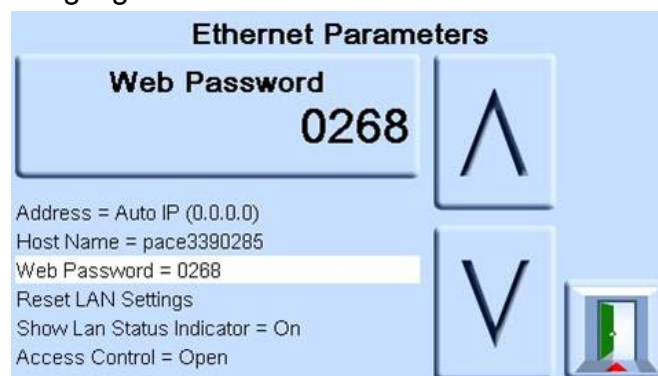 Ethernet Parameters
Web Password
0268
Address = Auto IP (0.0.0.0)
Host Name = pace3390285
Web Password = 0268
Reset LAN Settings
Show Lan Status Indicator = On
Access Control = Open